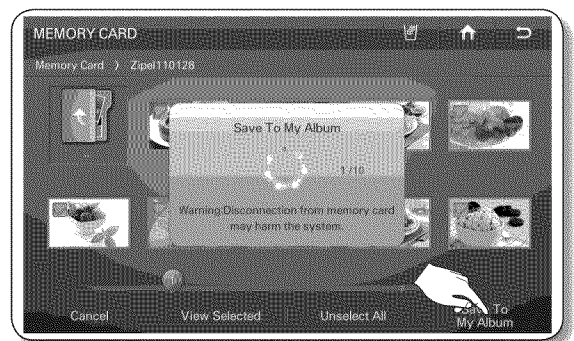 MEMORY CARD
Memory Card > Zipel110128
..
Save To My Album
1 /10
Warning:Disconnection from memory card
may harm the system.
Cancel View Selected Unselect All Save To
My Album